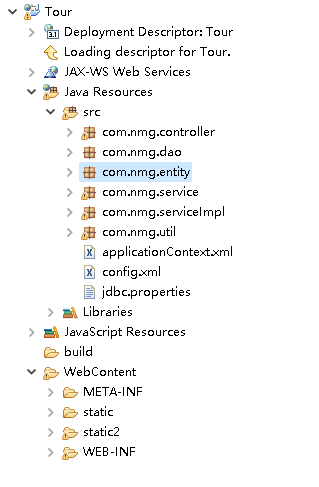 Tour
3.1 Deployment Descriptor: Tour
Loading descriptor for Tour.
JAX-WS Web Services
Java Resources
src
com.nmg.controller
com.nmg.dao
com.nmg.entity
com.nmg.service
com.nmg.serviceImpl
com.nmg.util
applicationContext.xml
config.xml
jdbc.properties
Libraries
JavaScript Resources
build
WebContent
META-INF
static
static2
WEB-INF